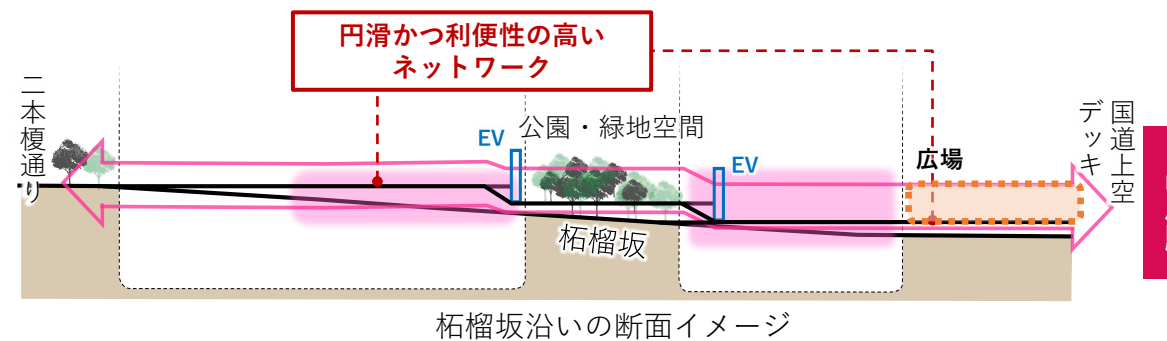 円滑かつ利便性の高い
ネットワーク
二本榎通り
EV
公園・緑地空間
EV
広場
国道上空
デッキ
柘榴坂
柘榴坂沿いの断面イメージ